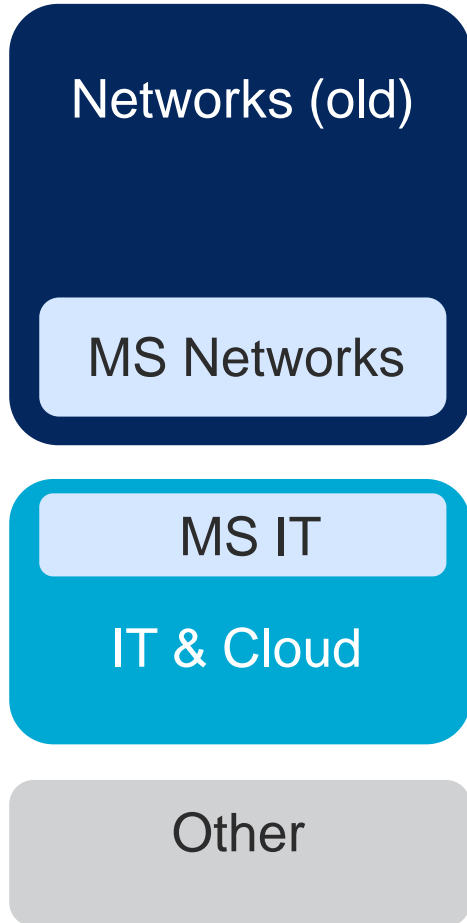 Networks (old)
MS Networks
MS IT
IT & Cloud
Other